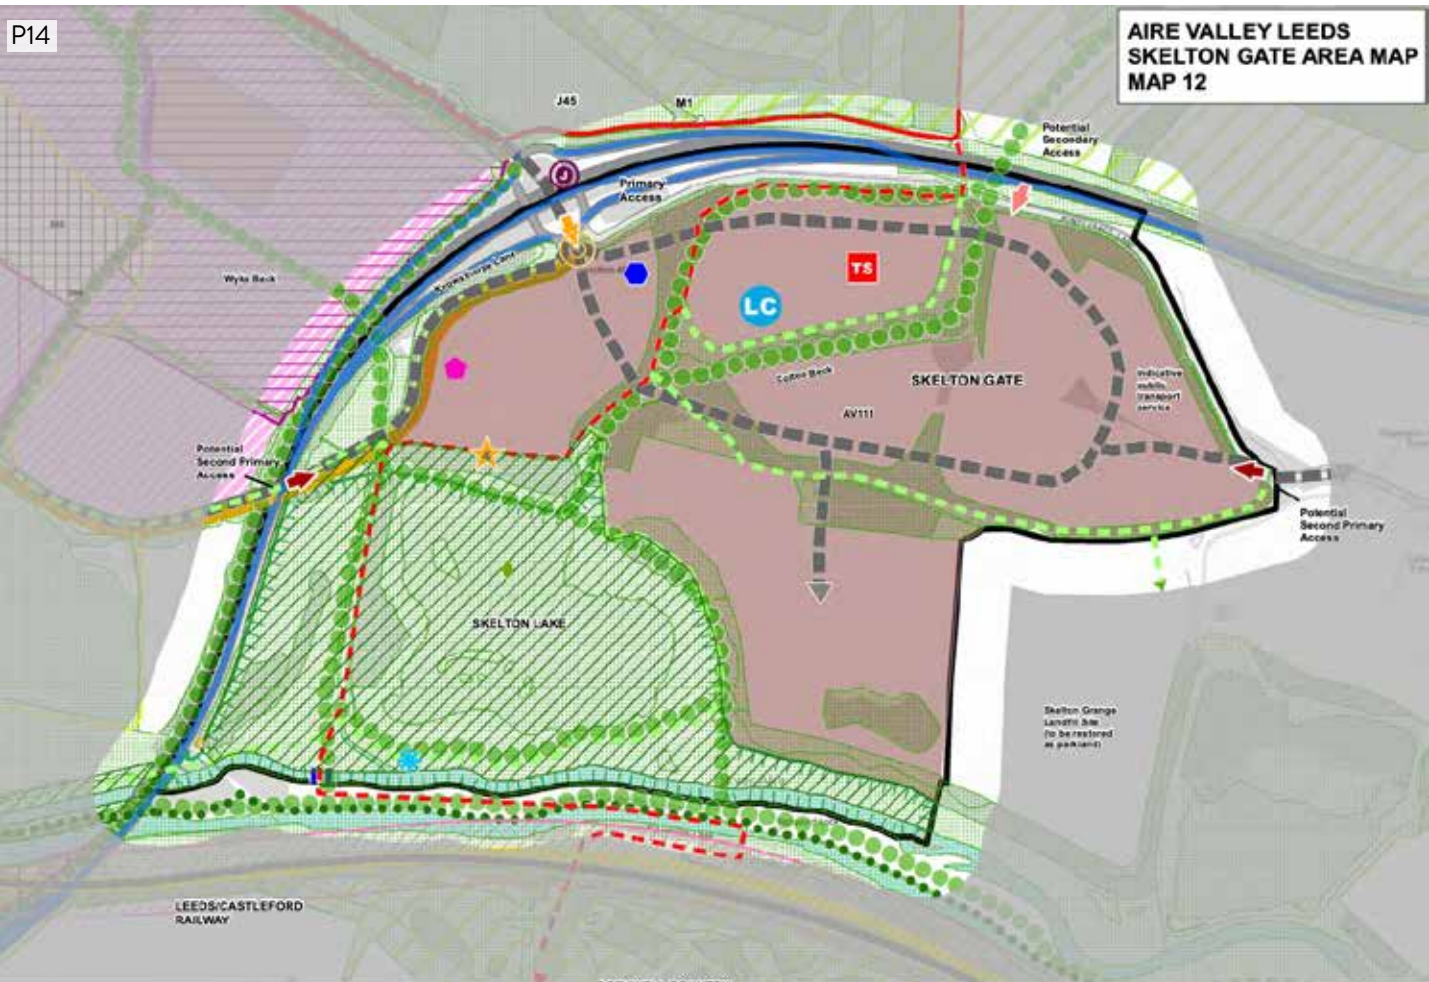 P14
AIRE VALLEY LEEDS
SKELTON GATE AREA MAP
MAP 12
J45
M1
Potential
Secondary
Access
J
Primary
Access
Wyke Beck
TS
LC
Colton Beck
SKELTON GATE
Indicative
public
transport
service
AV111
Potential
Second Primary
Access
Potential
Second Primary
Access
SKELTON LAKE
Skelton Grange
Landfill Site
(to be restored
as parkland)
LEEDS/CASTLEFORD
RAILWAY